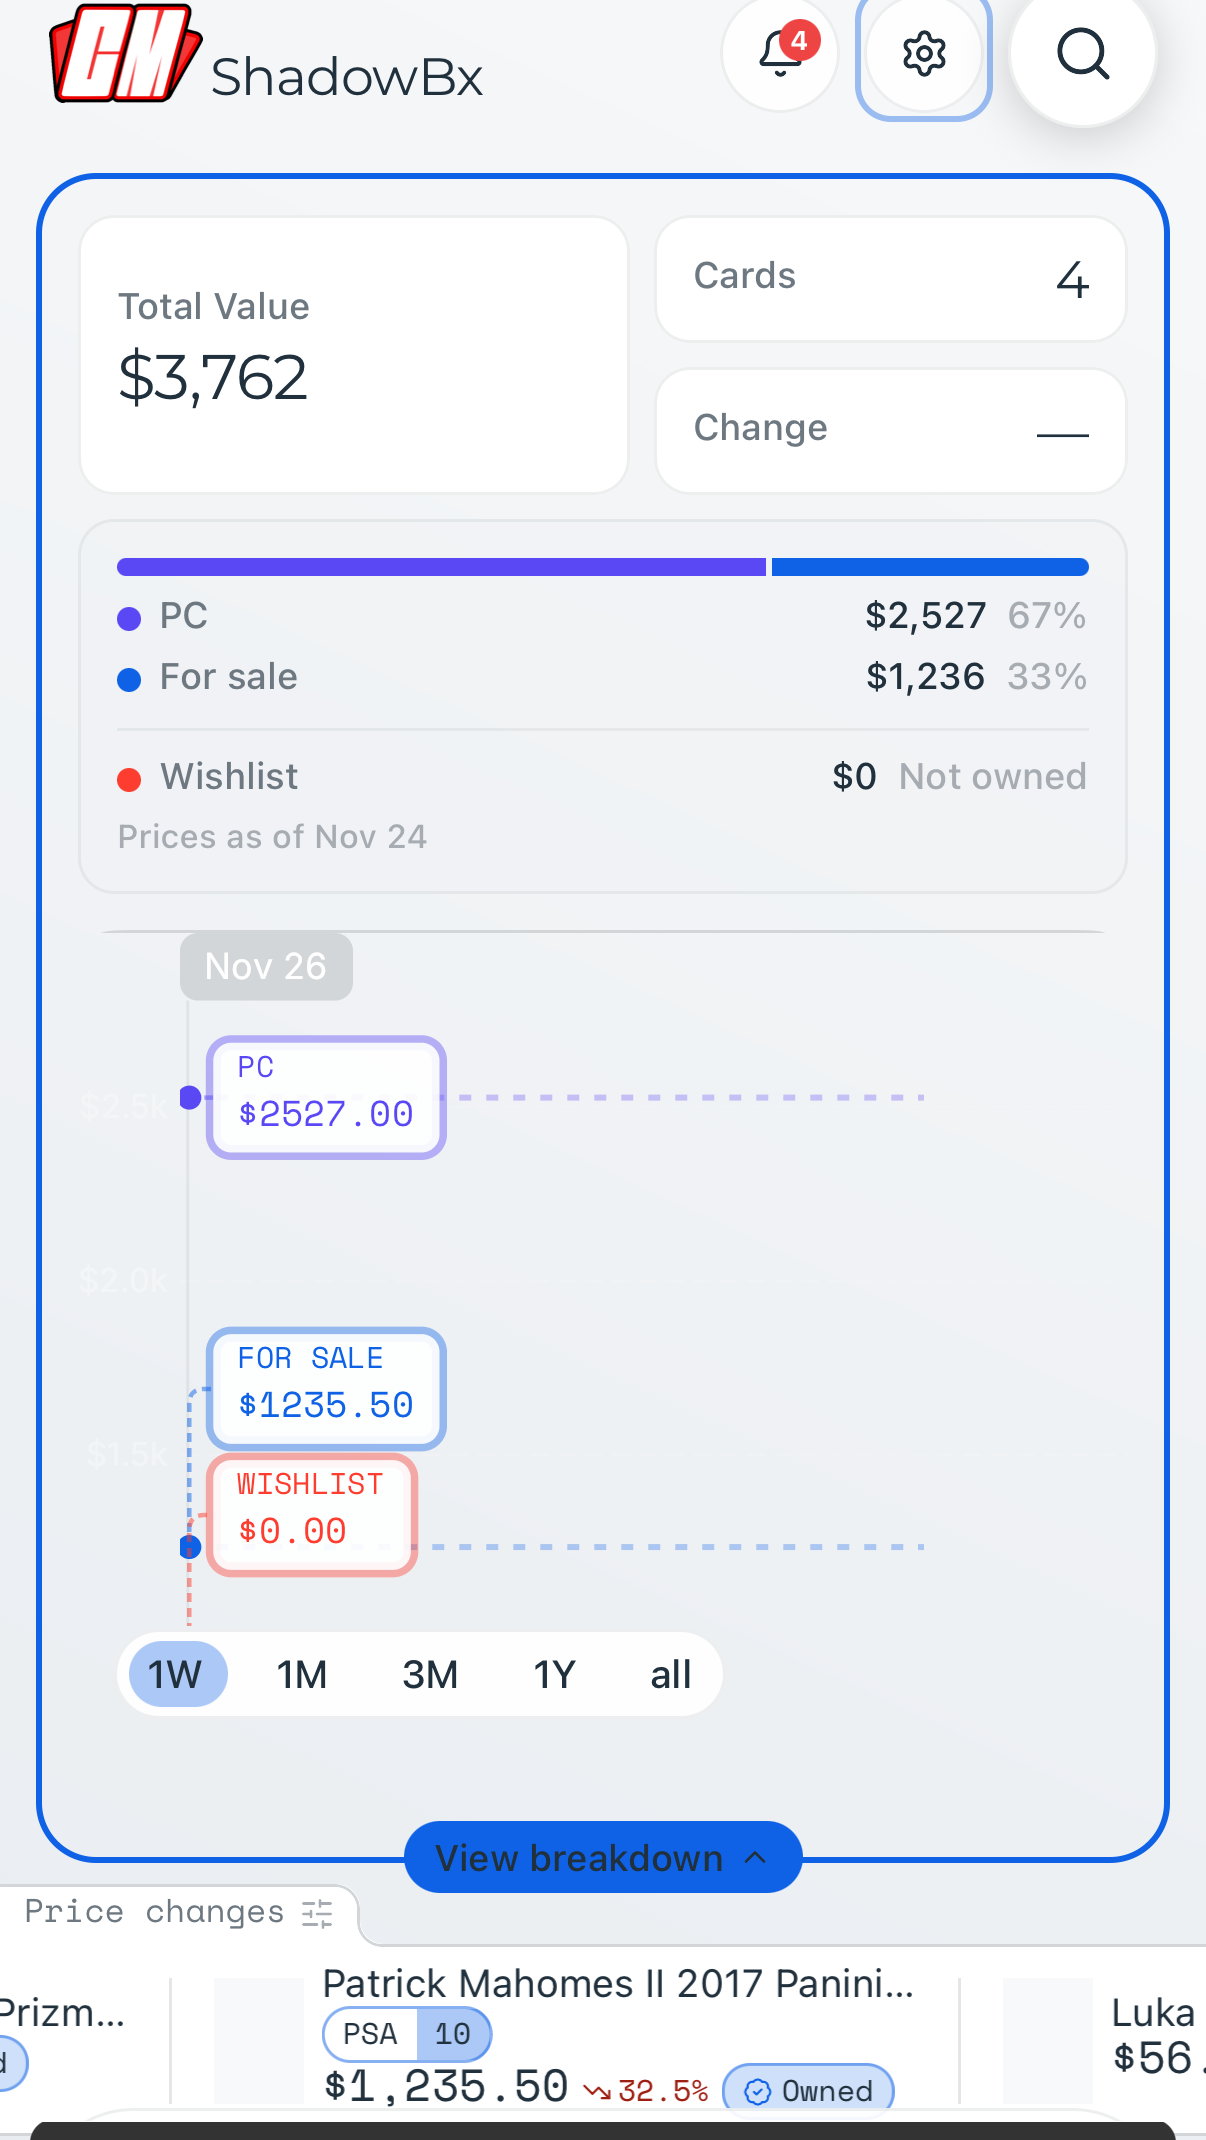 CM ShadowBx
4
Total Value
$3,762
Cards 4
Change —
PC $2,527 67%
For sale $1,236 33%
Wishlist $0 Not owned
Prices as of Nov 24
Nov 26
$2.5k
PC
$2527.00
$2.0k
FOR SALE
$1235.50
$1.5k
WISHLIST
$0.00
1W 1M 3M 1Y all
View breakdown
Price changes
Prizm...
d
Patrick Mahomes II 2017 Panini...
PSA 10
$1,235.50 32.5% Owned
Luka
$56.